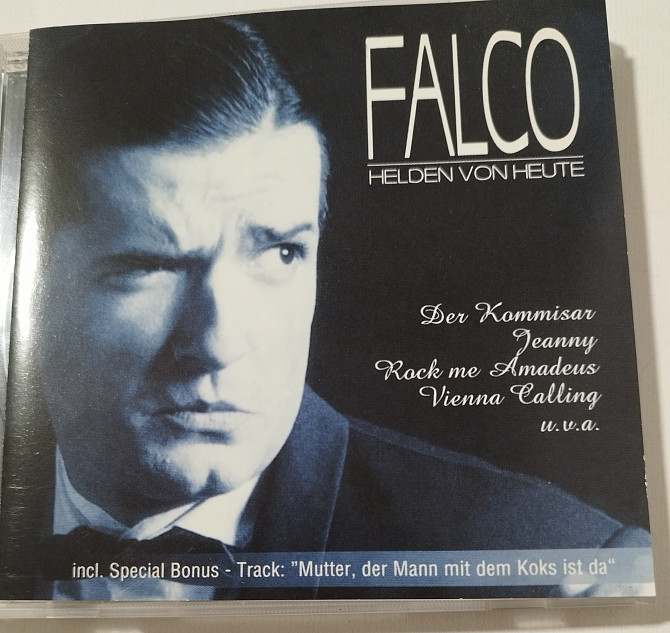 FALCO
HELDEN VON HEUTE
Der Kommisar
Jeanny
Rock me Amadeus
Vienna Calling
u.v.a.
incl. Special Bonus - Track: "Mutter, der Mann mit dem Koks ist da"